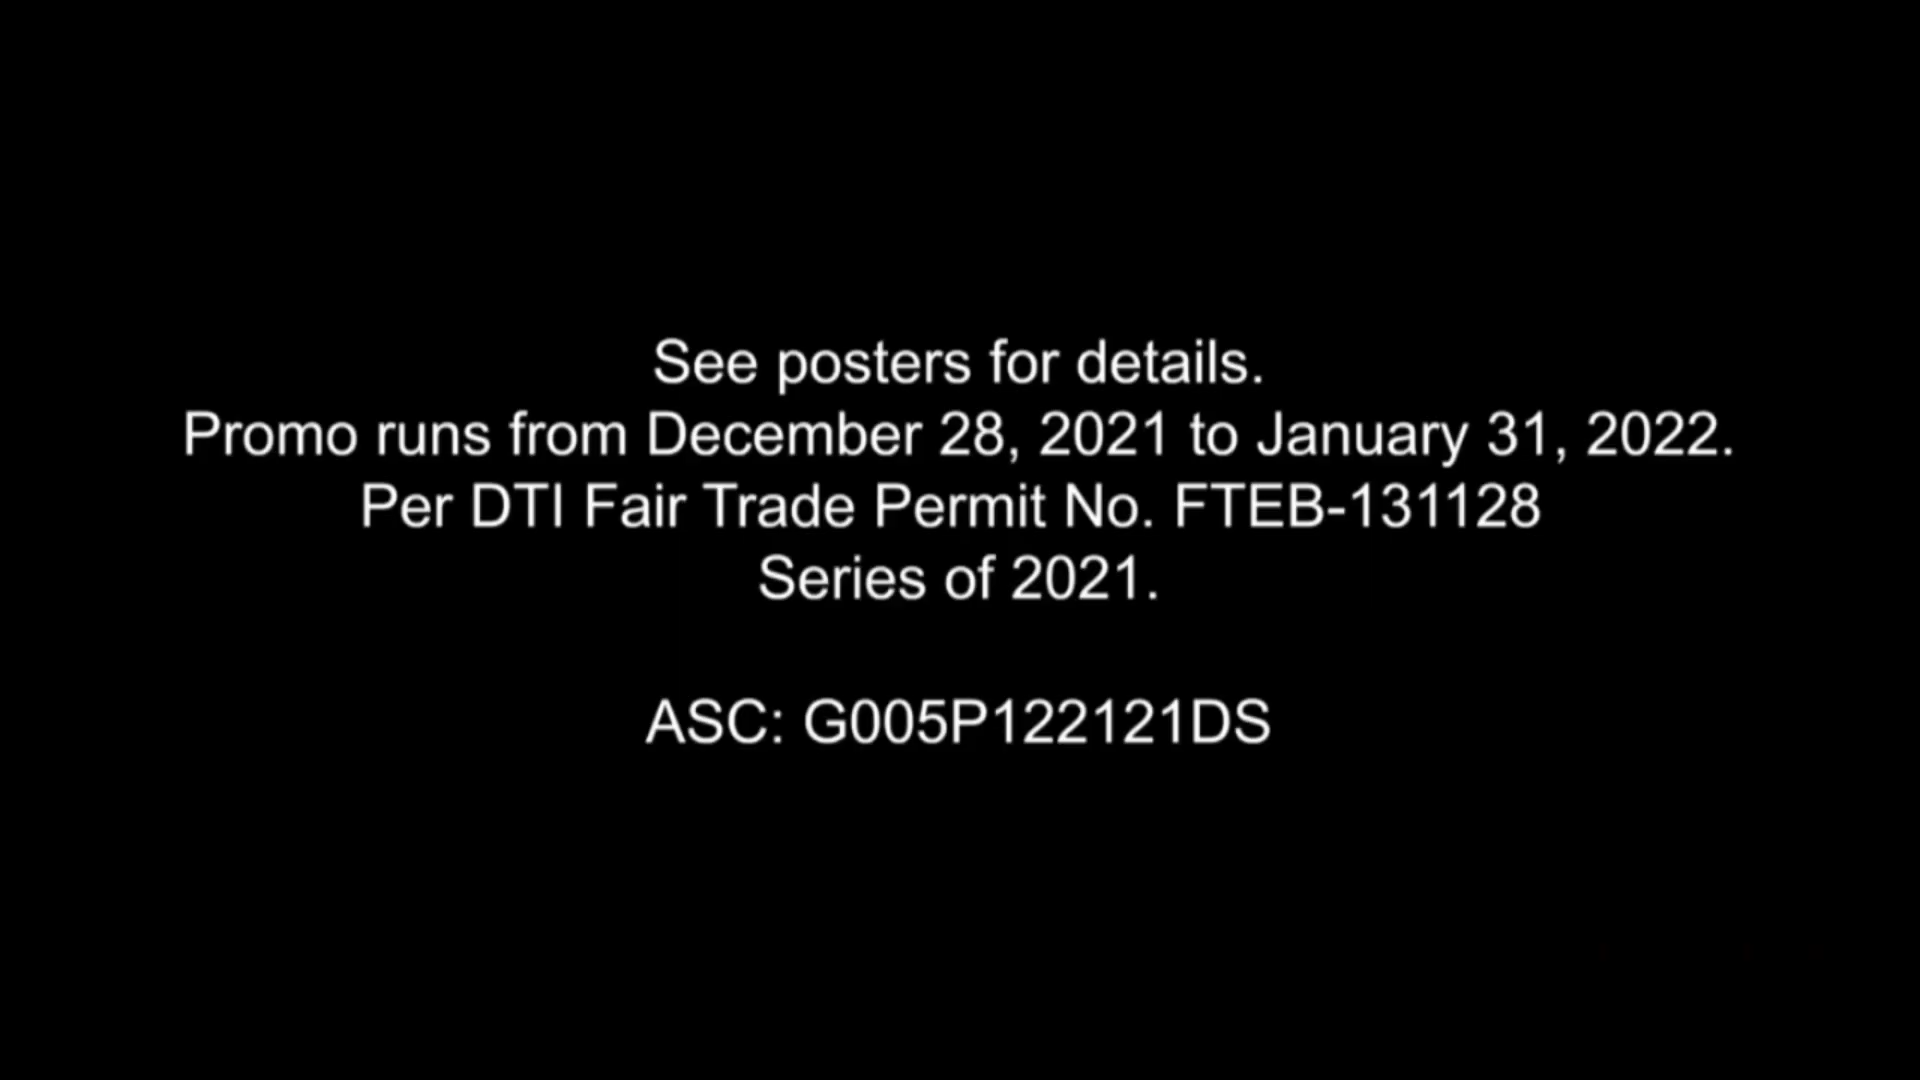 See posters for details.
Promo runs from December 28, 2021 to January 31, 2022.
Per DTI Fair Trade Permit No. FTEB-131128
Series of 2021.
ASC: G005P122121DS